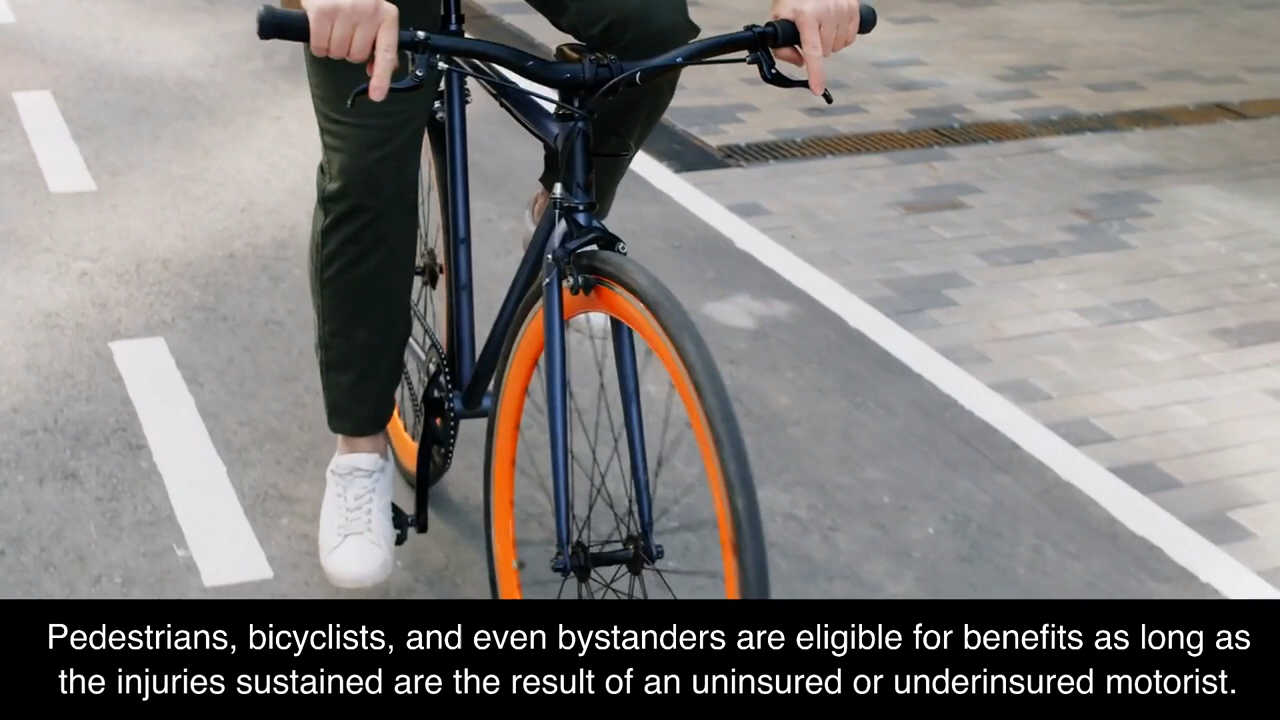 Pedestrians, bicyclists, and even bystanders are eligible for benefits as long as
the injuries sustained are the result of an uninsured or underinsured motorist.